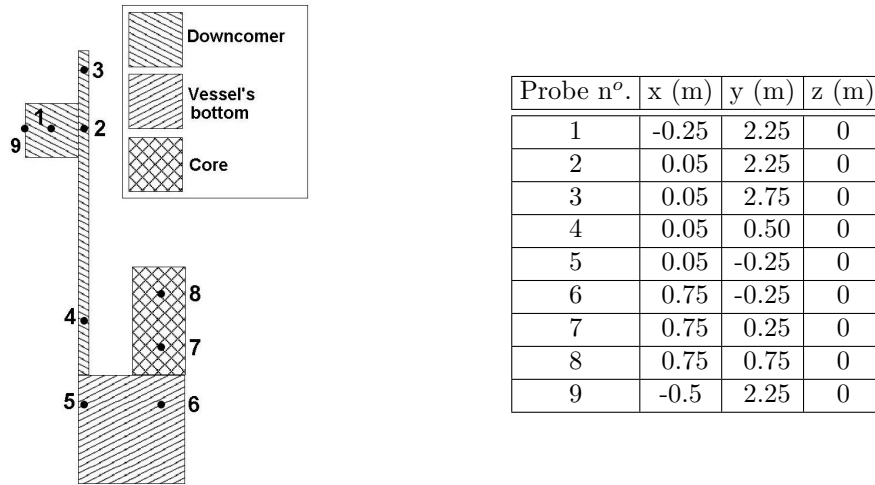 Downcomer
Vessel's
bottom
Core
3
1
2
9
8
4
7
5
6
Probe nº. x (m) y (m) z (m)
1 -0.25 2.25 0
2 0.05 2.25 0
3 0.05 2.75 0
4 0.05 0.50 0
5 0.05 -0.25 0
6 0.75 -0.25 0
7 0.75 0.25 0
8 0.75 0.75 0
9 -0.5 2.25 0